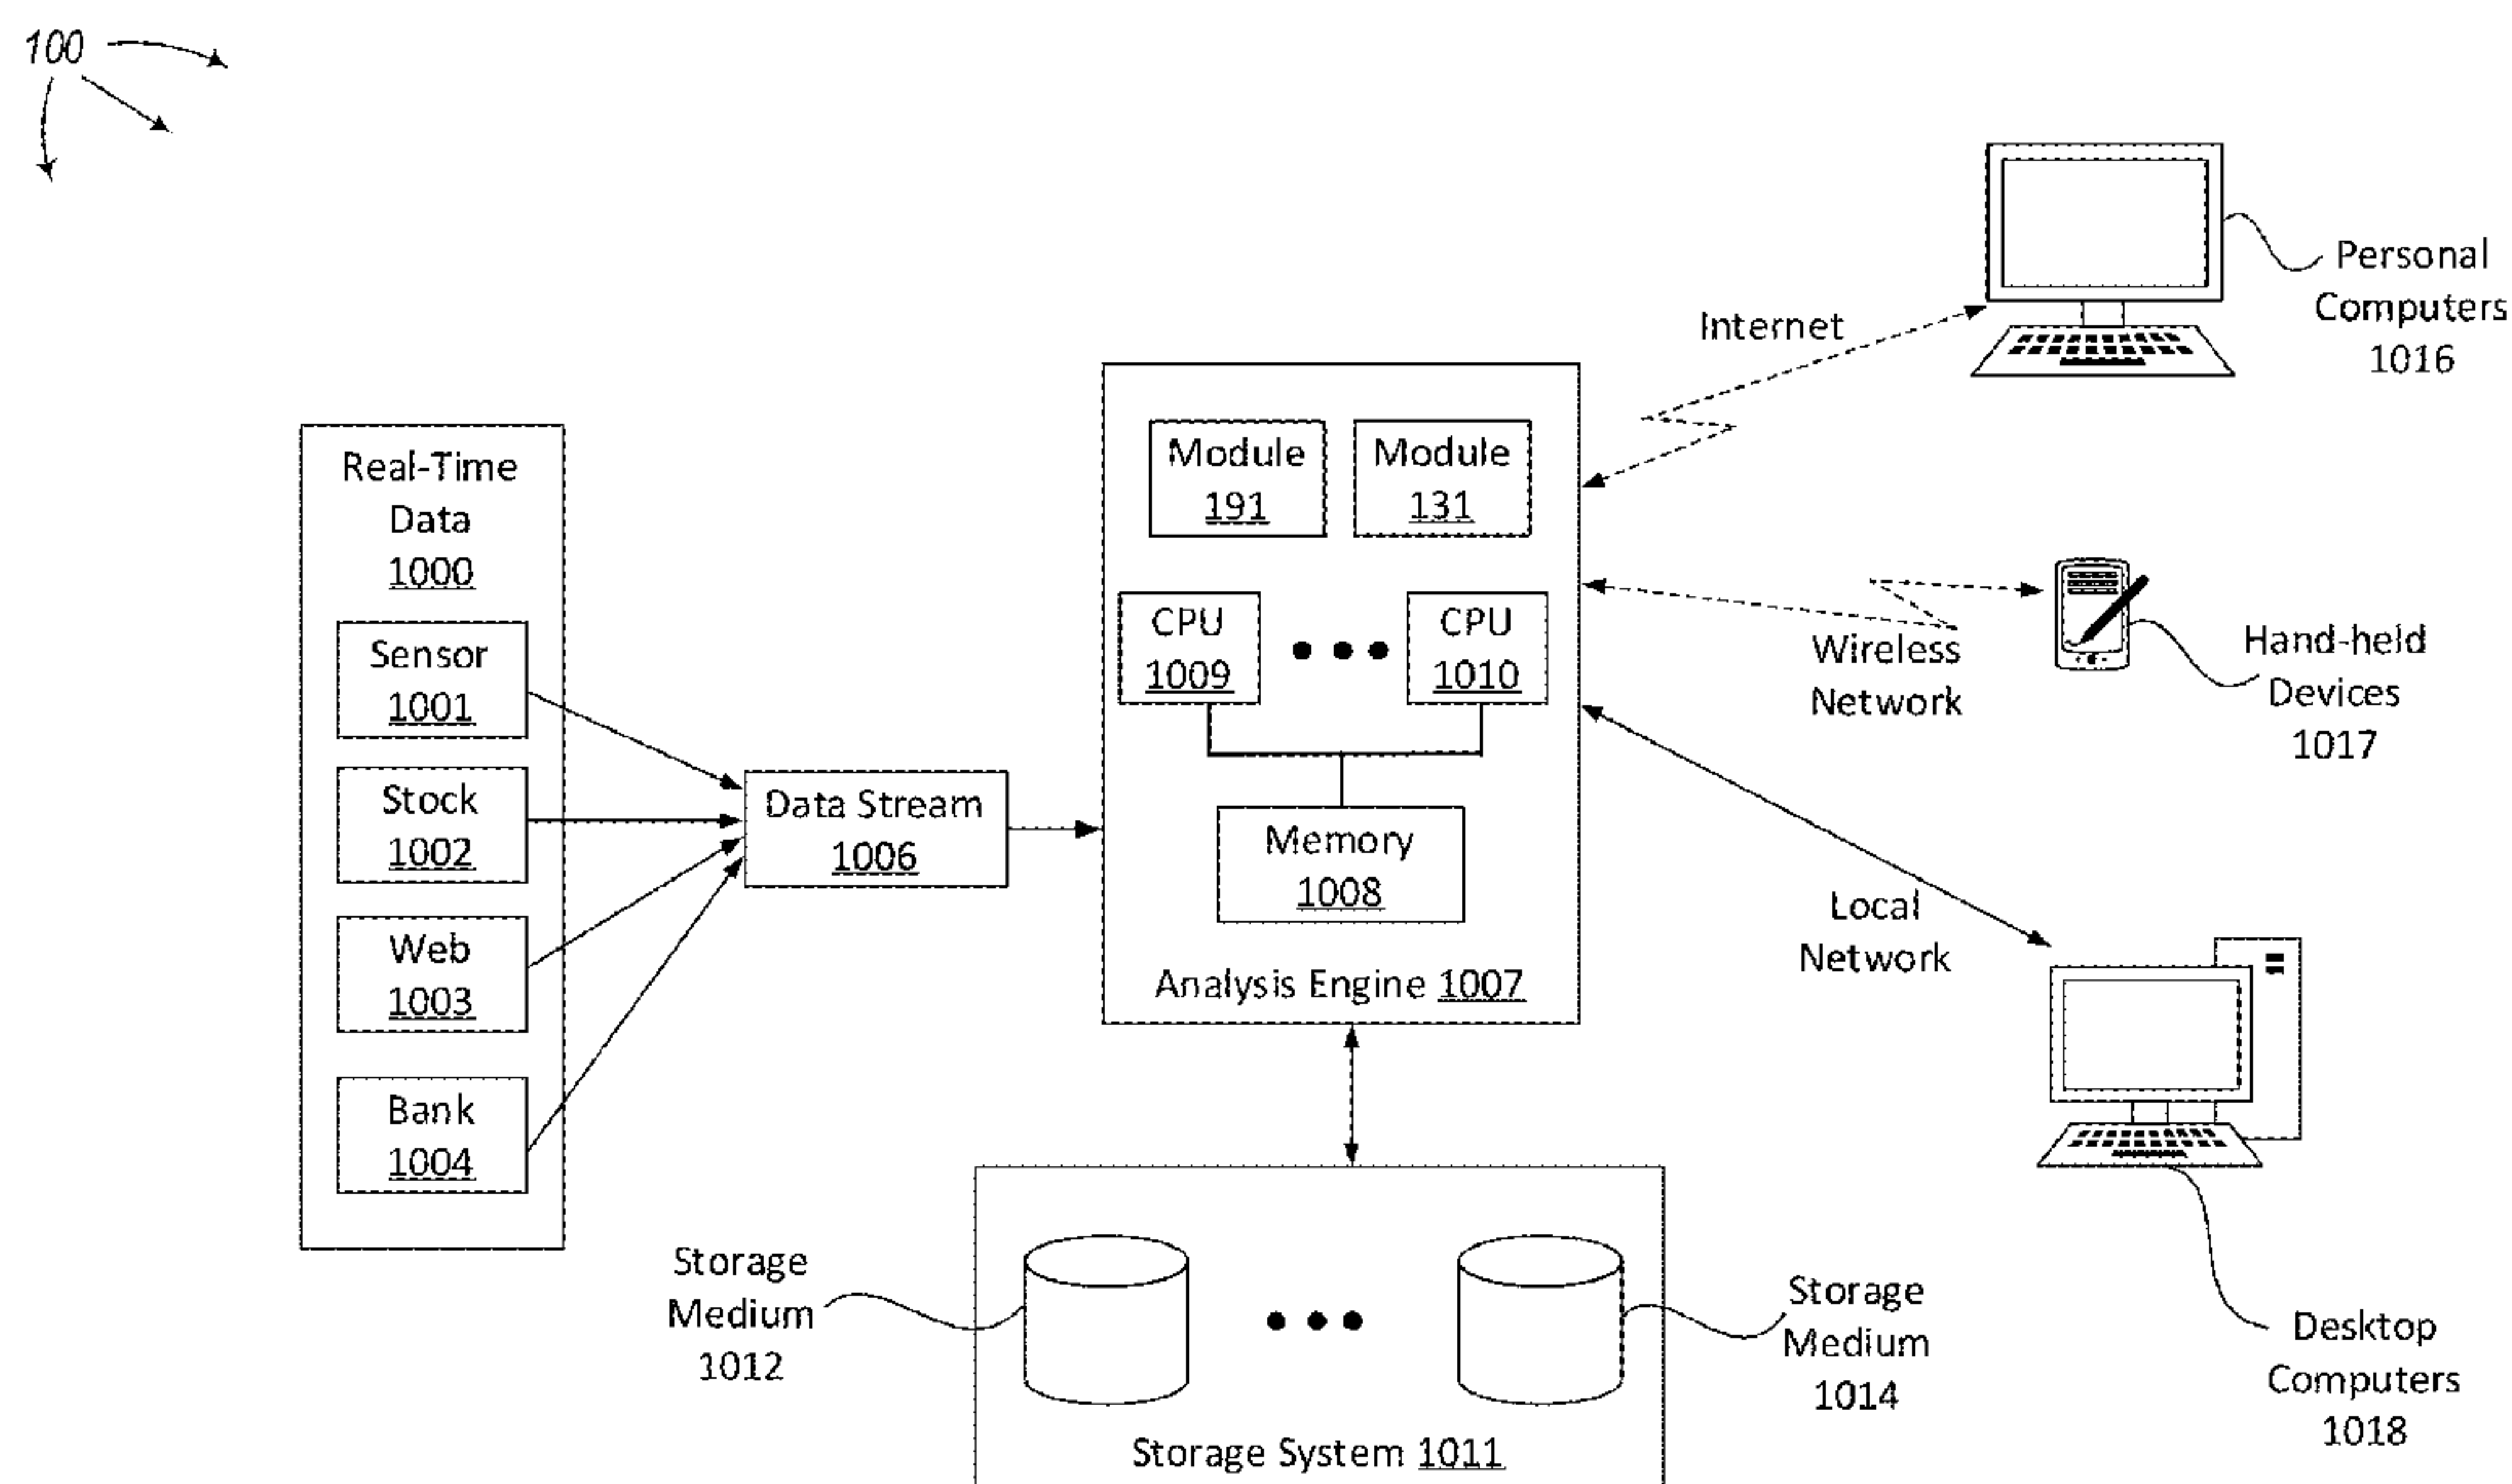 100
Real-Time
Data
1000
Sensor
1001
Stock
1002
Web
1003
Bank
1004
Data Stream
1006
Module
191
Module
131
CPU
1009
CPU
1010
Memory
1008
Analysis Engine 1007
Internet
Personal
Computers
1016
Wireless
Network
Hand-held
Devices
1017
Local
Network
Desktop
Computers
1018
Storage
Medium
1012
Storage
Medium
1014
Storage System 1011